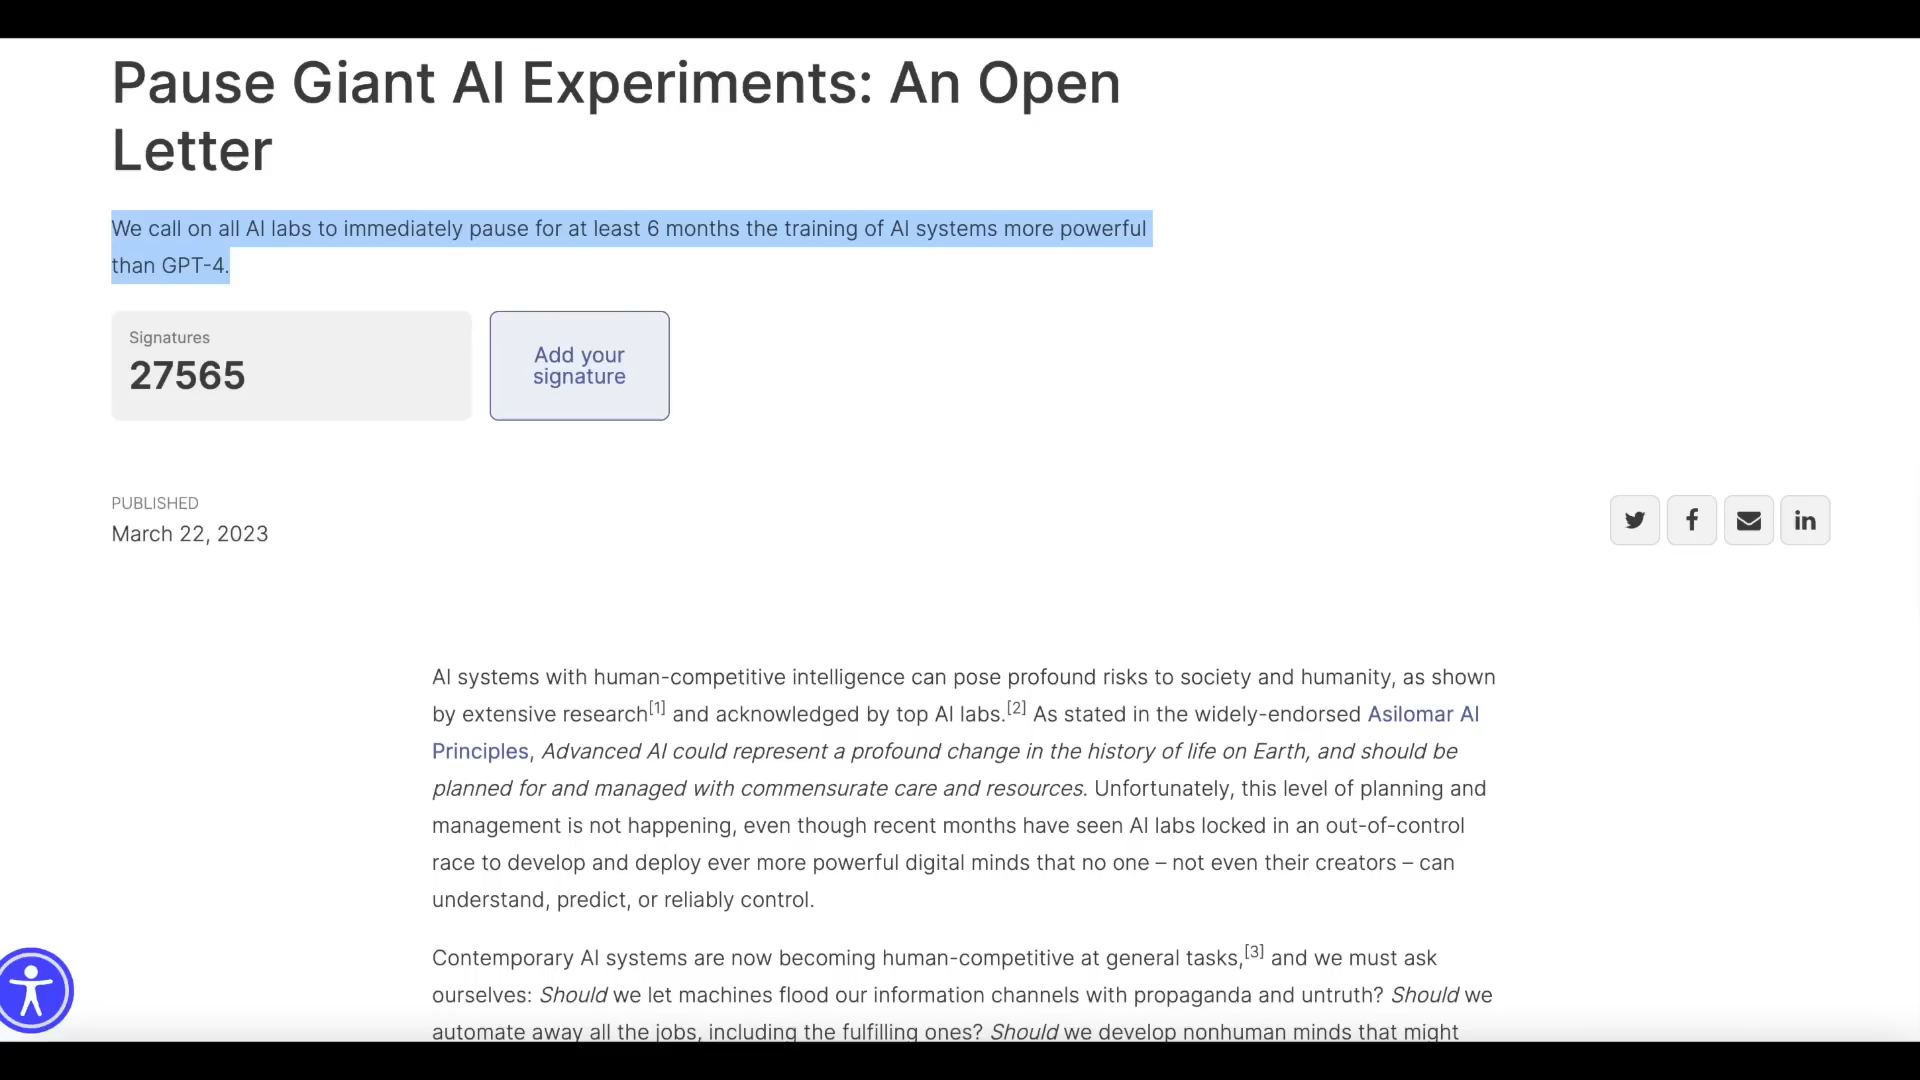 Pause Giant AI Experiments: An Open
Letter
We call on all AI labs to immediately pause for at least 6 months the training of AI systems more powerful
than GPT-4.
Signatures
27565
Add your
signature
PUBLISHED
March 22, 2023
AI systems with human-competitive intelligence can pose profound risks to society and humanity, as shown
by extensive research[1] and acknowledged by top AI labs.[2] As stated in the widely-endorsed Asilomar AI
Principles, Advanced AI could represent a profound change in the history of life on Earth, and should be
planned for and managed with commensurate care and resources. Unfortunately, this level of planning and
management is not happening, even though recent months have seen AI labs locked in an out-of-control
race to develop and deploy ever more powerful digital minds that no one – not even their creators – can
understand, predict, or reliably control.
Contemporary AI systems are now becoming human-competitive at general tasks,[3] and we must ask
ourselves: Should we let machines flood our information channels with propaganda and untruth? Should we
automate away all the jobs, including the fulfilling ones? Should we develop nonhuman minds that might